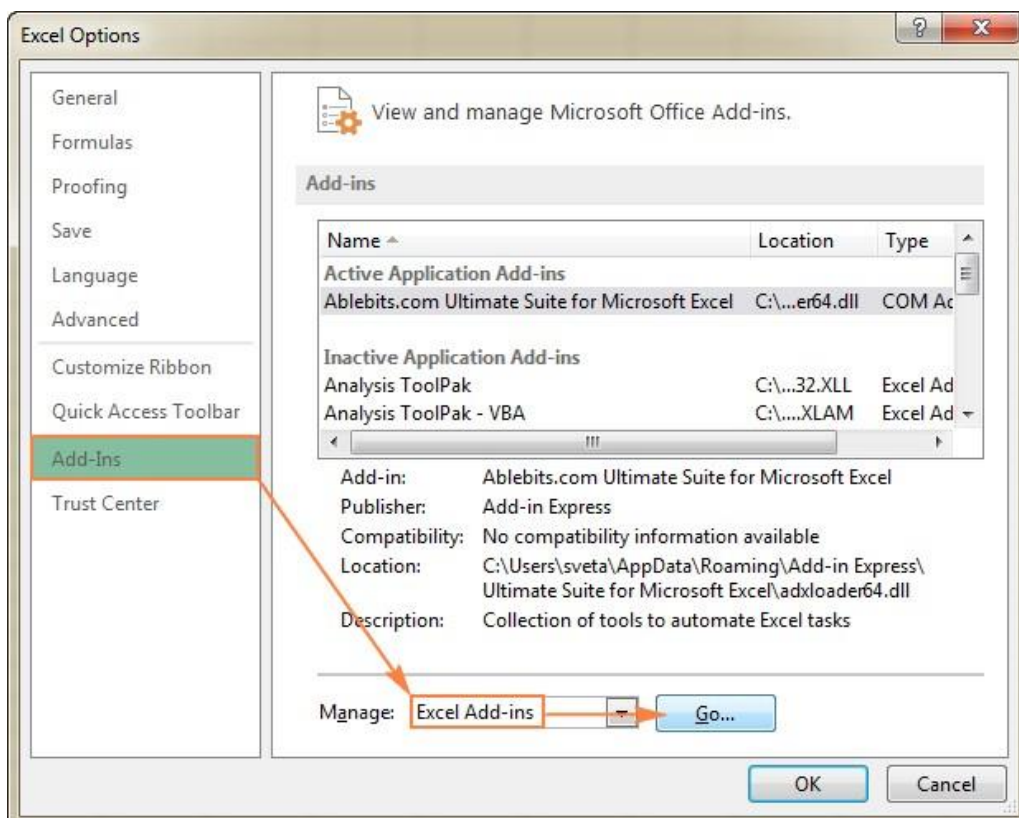 Excel Options
General
Formulas
Proofing
Save
Language
Advanced
Customize Ribbon
Quick Access Toolbar
Add-Ins
Trust Center
View and manage Microsoft Office Add-ins.
Add-ins
Name Location Type
Active Application Add-ins
Ablebits.com Ultimate Suite for Microsoft Excel C:\...er64.dll COM Ac
Inactive Application Add-ins
Analysis ToolPak C:\...32.XLL Excel Ad
Analysis ToolPak - VBA C:\....XLAM Excel Ad
Add-in: Ablebits.com Ultimate Suite for Microsoft Excel
Publisher: Add-in Express
Compatibility: No compatibility information available
Location: C:\Users\sveta\AppData\Roaming\Add-in Express\
Ultimate Suite for Microsoft Excel\adxloader64.dll
Description: Collection of tools to automate Excel tasks
Manage: Excel Add-ins Go...
OK Cancel